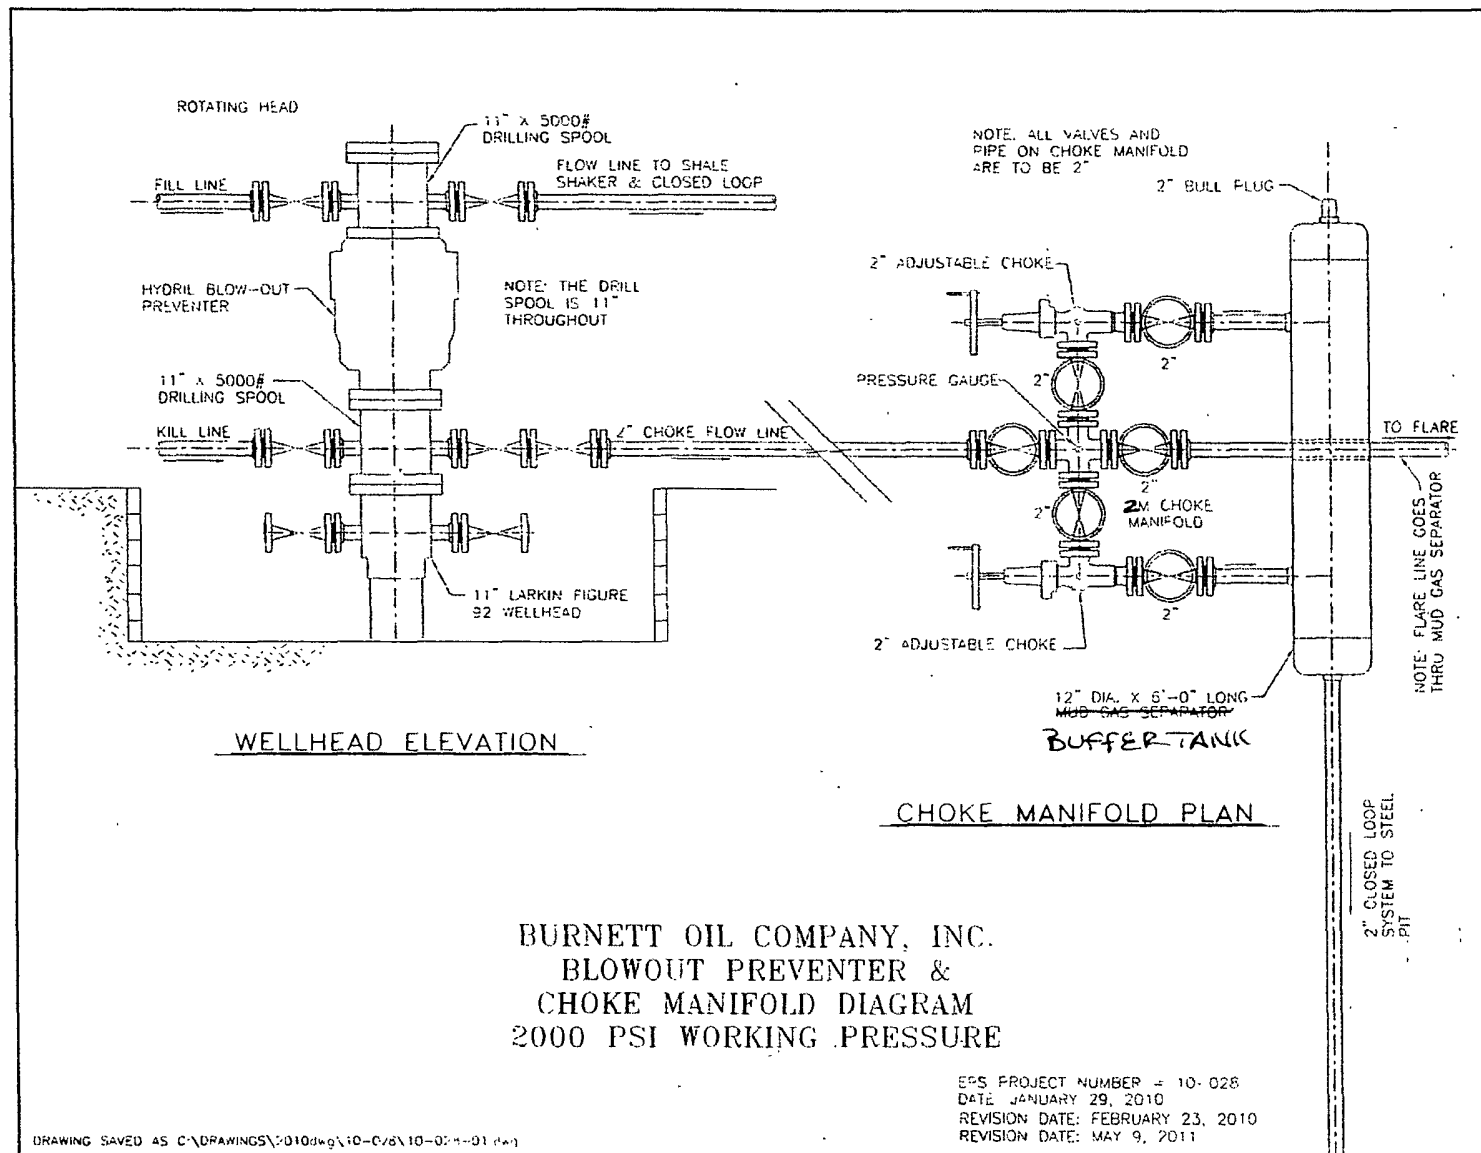 ROTATING HEAD
11" X 5000#
DRILLING SPOOL
FILL LINE
FLOW LINE TO SHALE
SHAKER & CLOSED LOOP
HYDRIL BLOW-OUT
PREVENTER
NOTE: THE DRILL
SPOOL IS 11"
THROUGHOUT
11" X 5000#
DRILLING SPOOL
KILL LINE
2" CHOKE FLOW LINE
11" LARKIN FIGURE
92 WELLHEAD
WELLHEAD ELEVATION
NOTE. ALL VALVES AND
PIPE ON CHOKE MANIFOLD
ARE TO BE 2"
2" BULL PLUG
2" ADJUSTABLE CHOKE
2"
2"
PRESSURE GAUGE
TO FLARE
2"
2"
2M CHOKE
MANIFOLD
2"
2" ADJUSTABLE CHOKE
NOTE: FLARE LINE GOES
THRU MUD GAS SEPARATOR
12" DIA. X 6'-0" LONG
MUD GAS SEPARATOR
BUFFER TANK
CHOKE MANIFOLD PLAN
2" CLOSED LOOP
SYSTEM TO STEEL
PIT
BURNETT OIL COMPANY, INC.
BLOWOUT PREVENTER &
CHOKE MANIFOLD DIAGRAM
2000 PSI WORKING PRESSURE
EPS PROJECT NUMBER = 10-028
DATE JANUARY 29, 2010
REVISION DATE: FEBRUARY 23, 2010
REVISION DATE: MAY 9, 2011
DRAWING SAVED AS